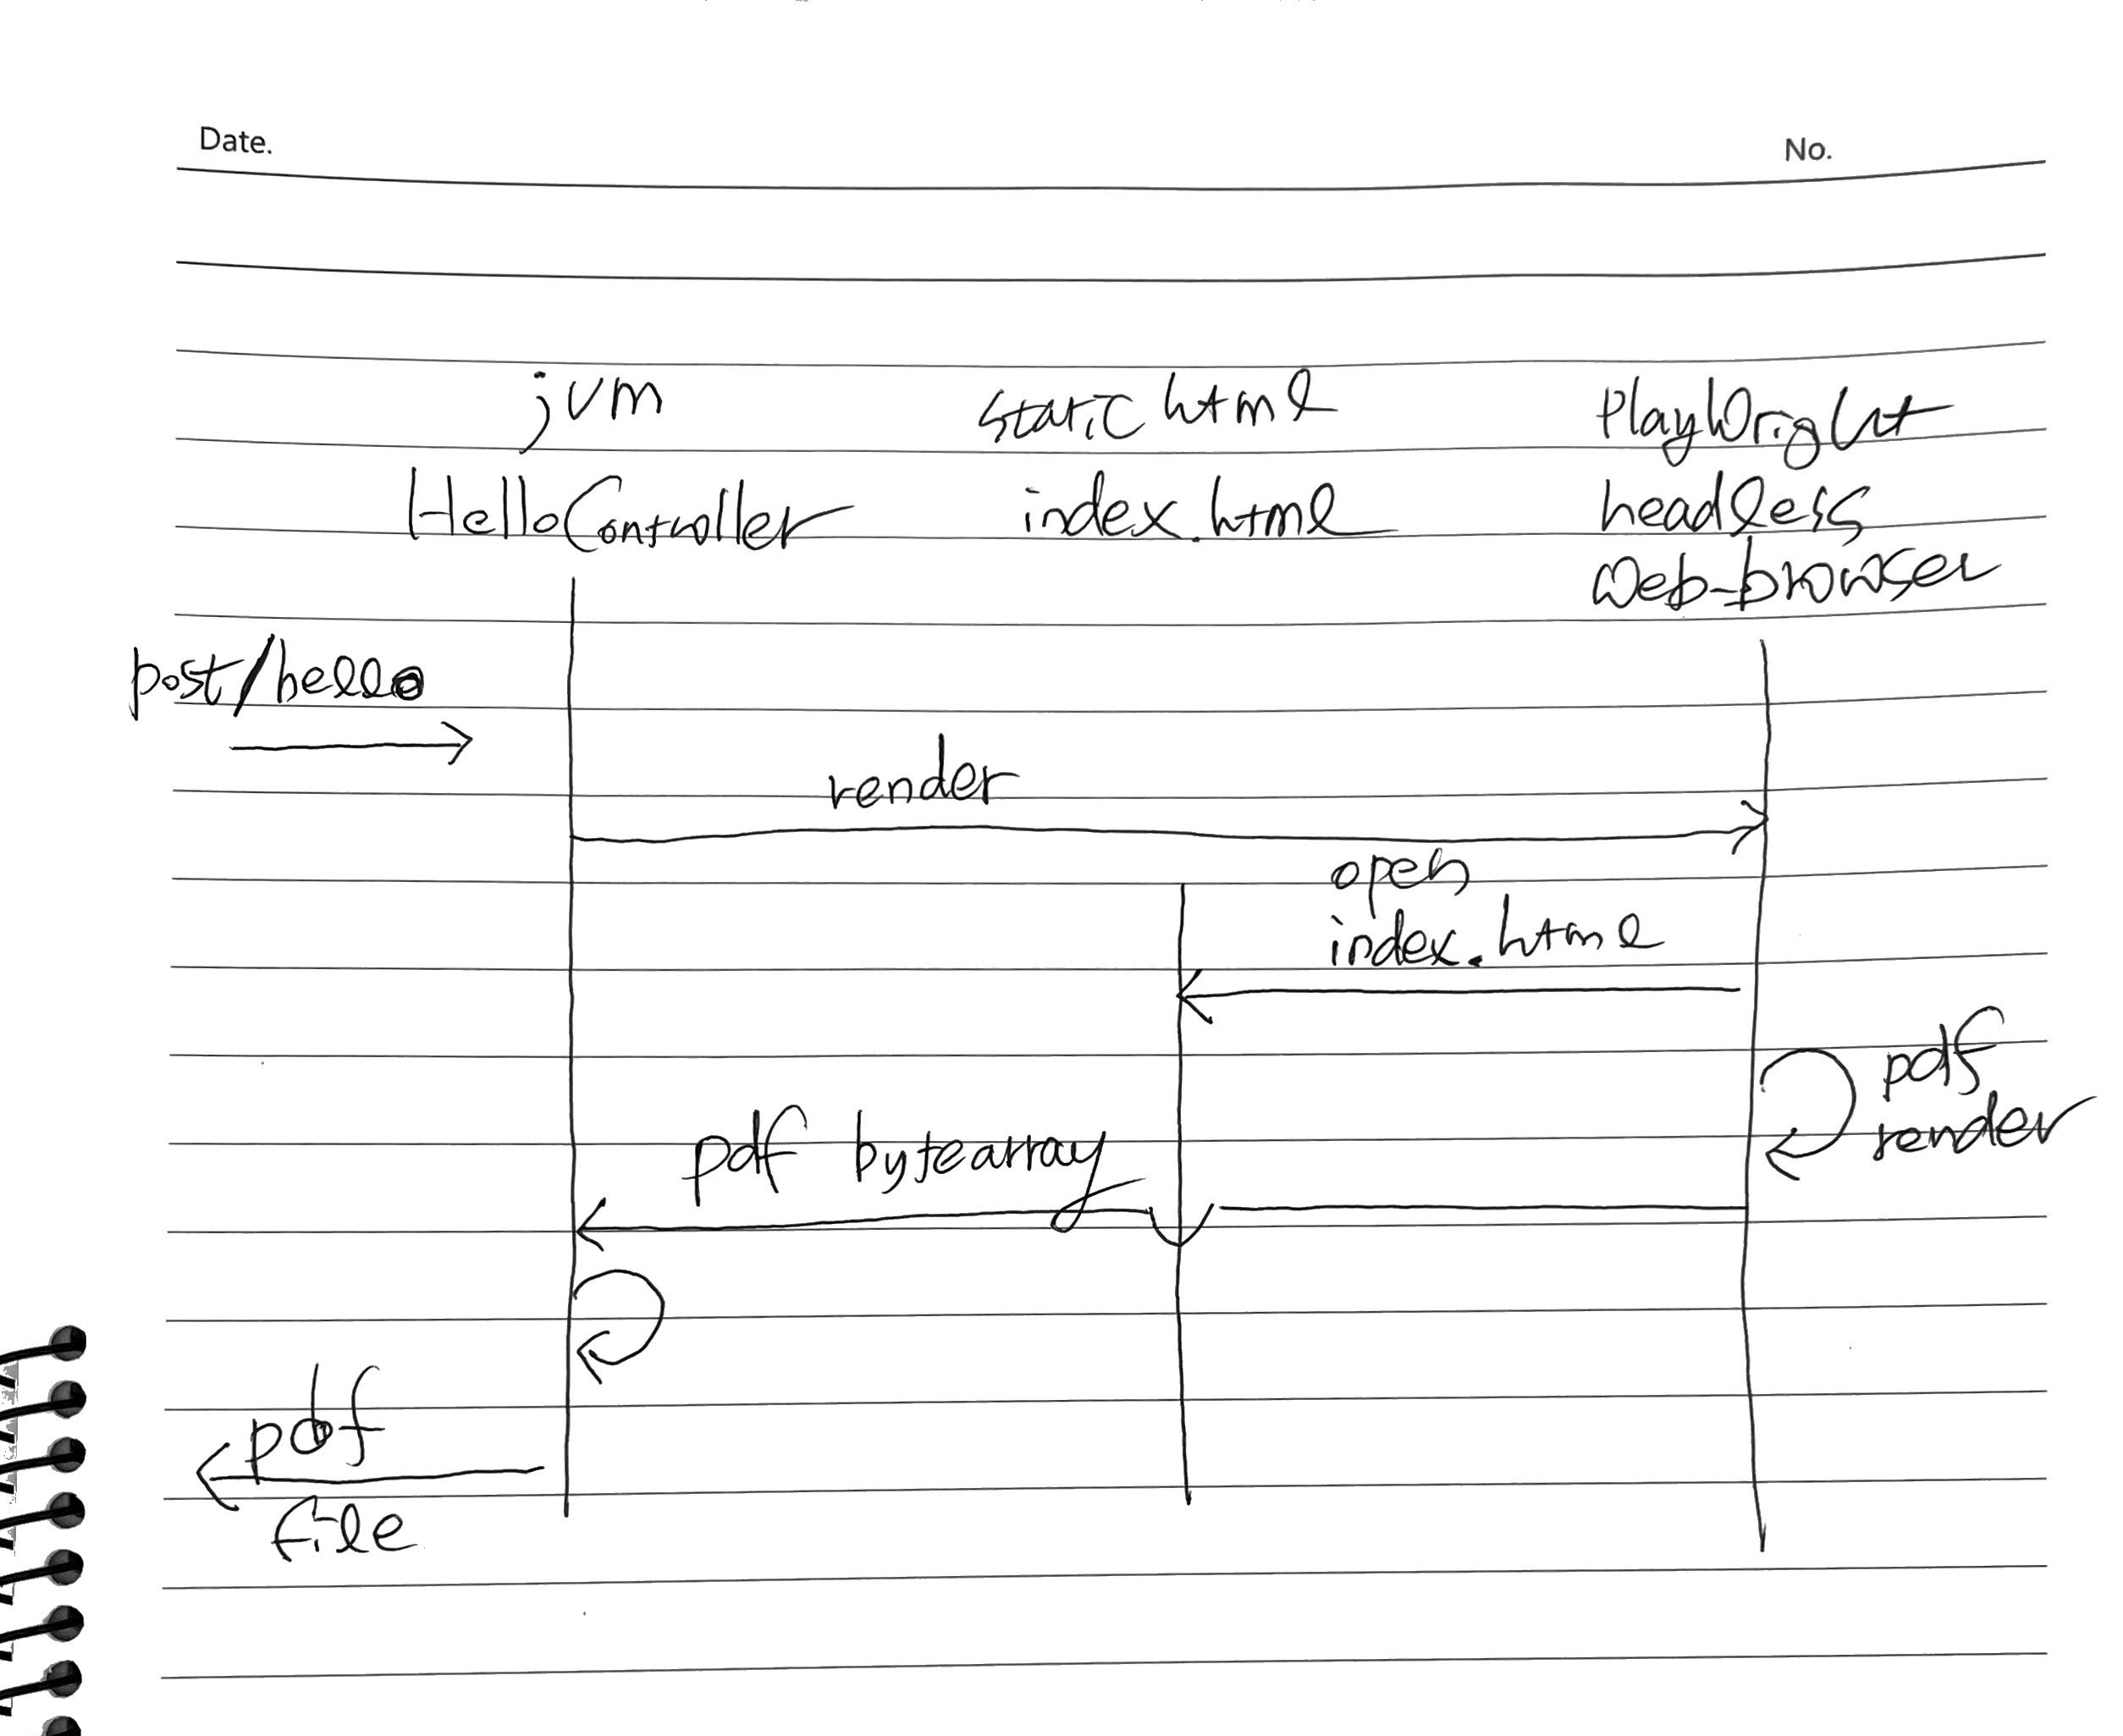 Date. No.
jvm static html PlayWright
HelloController index.html headless
web-browser
post/hello
render
open
index.html
pdf
render
pdf bytearray
pdf
file